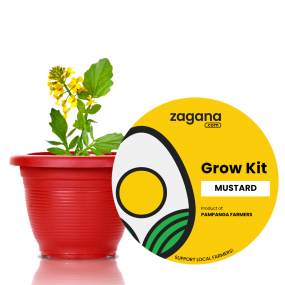 zagana
.com
Grow Kit
MUSTARD
Product of:
PAMPANGA FARMERS
SUPPORT LOCAL FARMERS!